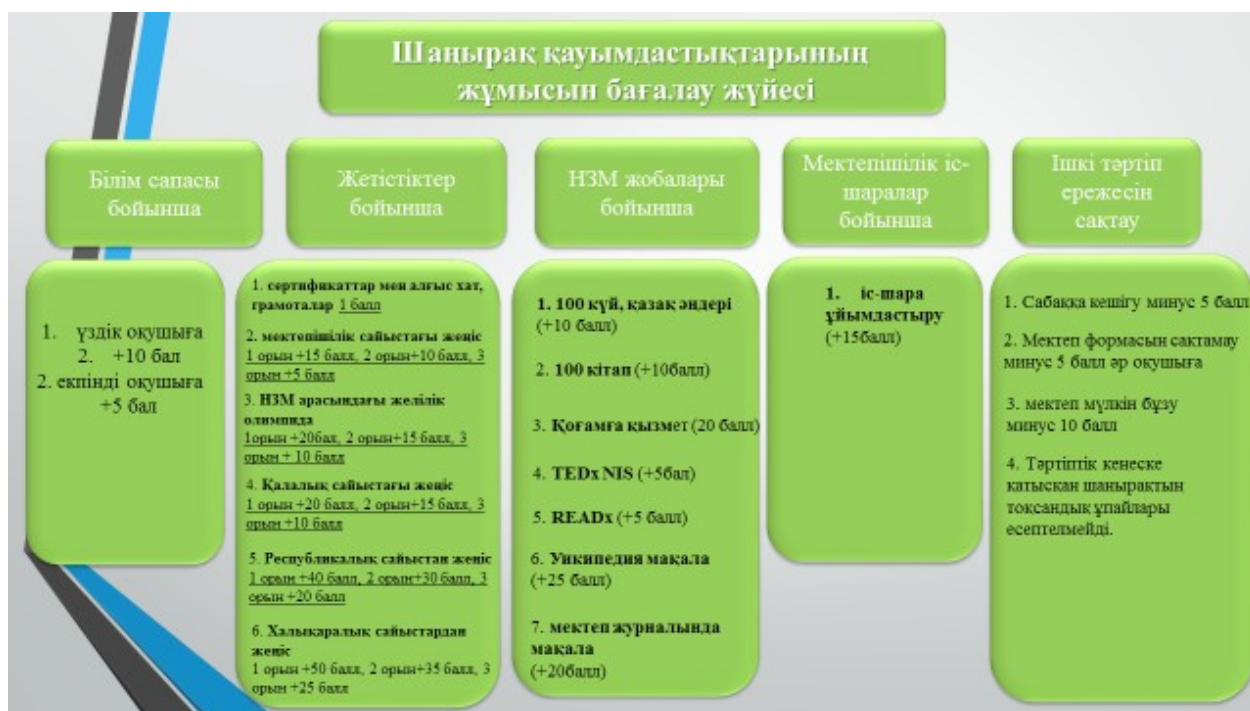 Шаңырақ қауымдастықтарының
жұмысын бағалау жүйесі
Білім сапасы
бойынша
1. үздік оқушыға
2. +10 бал
2. екпінді оқушыға
+5 бал
Жетістіктер
бойынша
1. сертификаттар мен алғыс хат,
грамоталар 1 балл
2. мектепішілік сайыстағы жеңіс
1 орын +15 балл, 2 орын+10 балл, 3
орын +5 балл
3. НЗМ арасындағы желілік
олимпида
1орын +20бал, 2 орын+15 балл, 3
орын + 10 балл
4. Қалалық сайыстағы жеңіс
1 орын +20 балл, 2 орын+15 балл, 3
орын +10 балл
5. Республикалық сайыстан жеңіс
1 орын +40 балл, 2 орын+30 балл, 3
орын +20 балл
6. Халықаралық сайыстардан
жеңіс
1 орын +50 балл, 2 орын+35 балл, 3
орын +25 балл
НЗМ жобалары
бойынша
1. 100 күй, қазақ әндері
(+10 балл)
2. 100 кітап (+10балл)
3. Қоғамға қызмет (20 балл)
4. TEDx NIS (+5бал)
5. READx (+5 балл)
6. Уикипедия мақала
(+25 балл)
7. мектеп журналында
мақала
(+20балл)
Мектепішілік іс-
шаралар
бойынша
1. іс-шара
ұйымдастыру
(+15балл)
Ішкі тәртіп
ережесін
сақтау
1. Сабаққа кешігу минус 5 балл
2. Мектеп формасын сақтамау
минус 5 балл әр оқушыға
3. мектеп мүлкін бұзу
минус 10 балл
4. Тәртіптік кеңеске
қатысқан шаңырақтын
тоқсандық ұпайлары
есептелмейді.